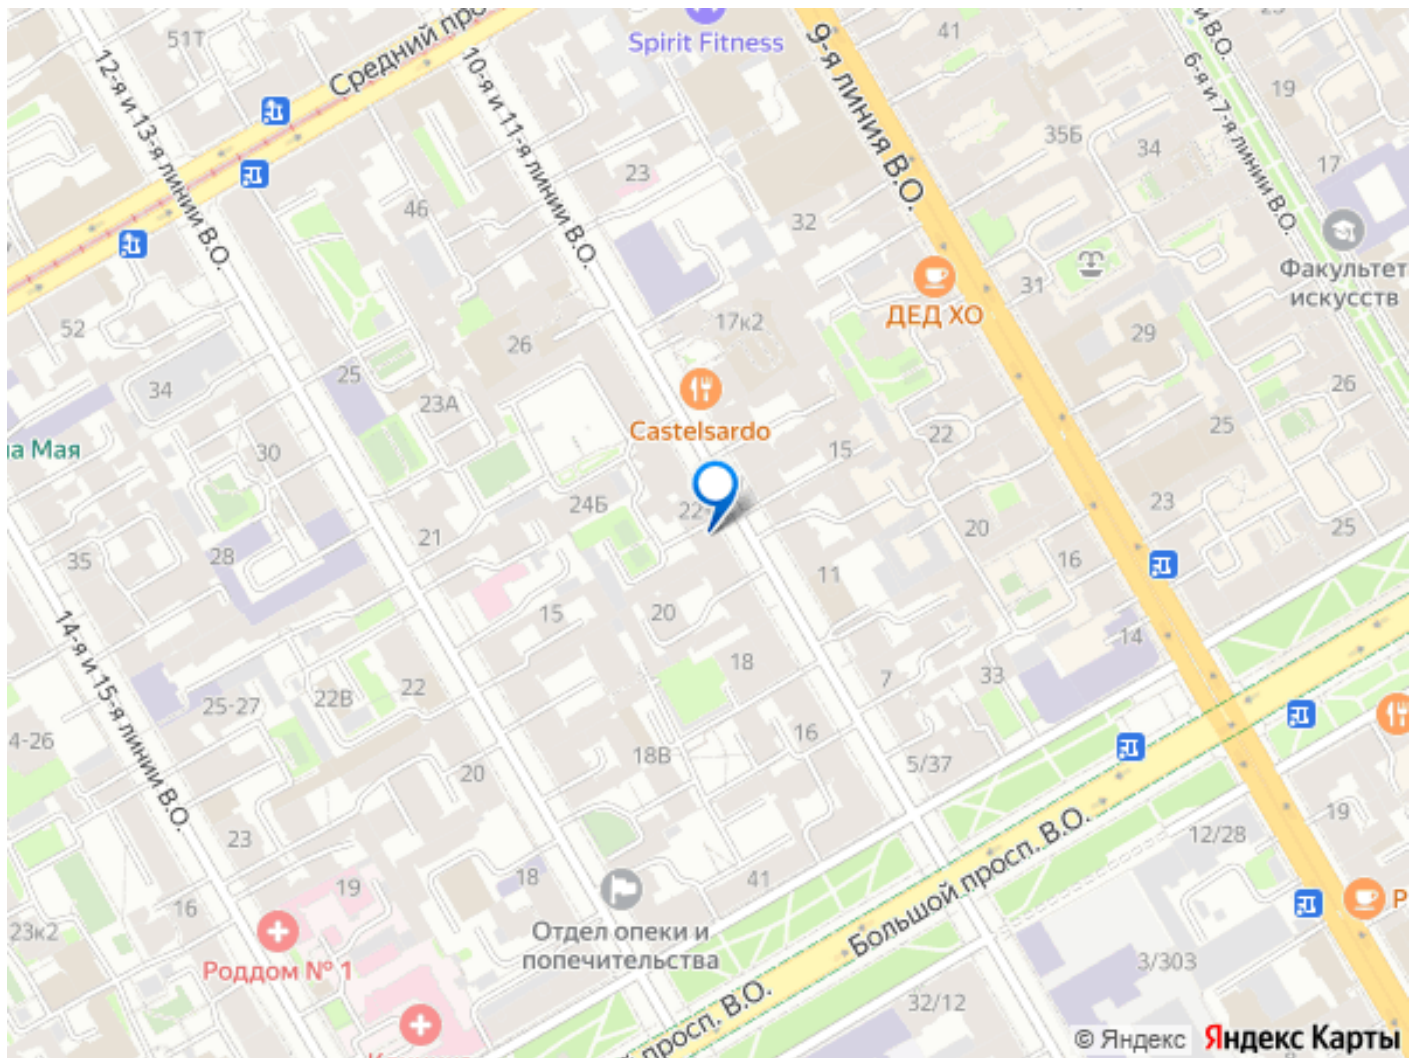 51Т
Средний про
Spirit Fitness
41
23
и В.О.
12-я и 13-я линии В.О.
10-я и 11-я линии В.О.
9-я линия В.О.
6-я и 7-я линии В.О.
19
35Б
34
17
23
46
32
Факультет
искусств
31
ДЕД ХО
52
17к2
26
29
34
25
23А
26
Castelsardo
22
25
на Мая
30
15
24Б
22
23
21
20
25
35
28
16
11
15
20
14
14-я и 15-я линии В.О.
18
7
33
25-27
22В
22
4-26
16
18В
5/37
20
19
23
12/28
19
18
41
16
Большой просп. В.О.
Р
23к2
Отдел опеки и
попечительства
Роддом № 1
3/303
32/12
просп. В.О.
© Яндекс Яндекс Карты